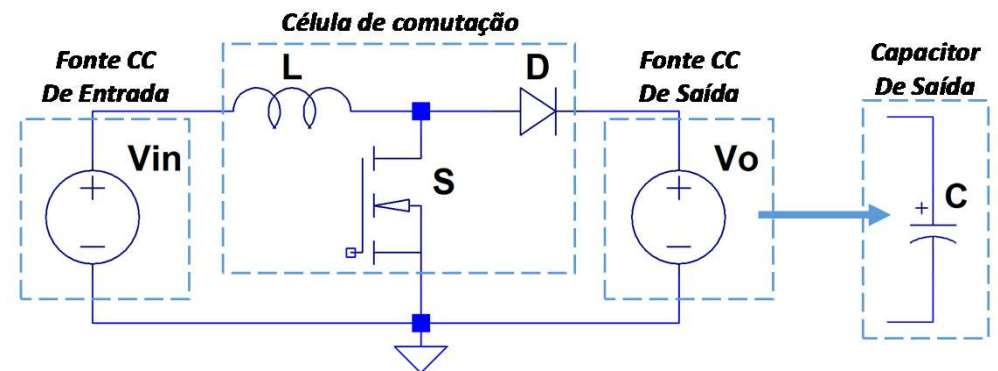 Célula de comutação
Fonte CC
De Entrada
L
D
Fonte CC
De Saída
Capacitor
De Saída
Vin
S
Vo
C